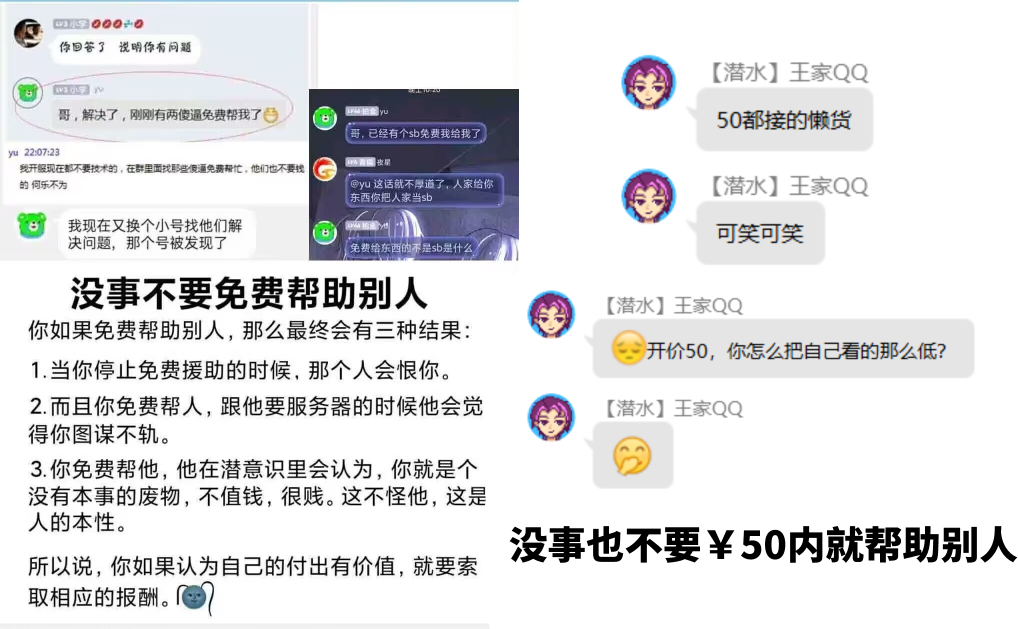 LV3 小学
你回答了 说明你有问题
LV3 小学 yu
哥，解决了，刚刚有两傻逼免费帮我了
yu 22:07:23
我开服现在都不要技术的，在群里面找那些傻逼免费帮忙，他们也不要钱
的 何乐不为
我现在又换个小号找他们解
决问题，那个号被发现了
晚上10:20
yu
哥，已经有个sb免费我给我了
夜星
@yu 这话就不厚道了，人家给你
东西你把人家当sb
免费给东西的不是sb是什么
没事不要免费帮助别人
你如果免费帮助别人，那么最终会有三种结果：
1.当你停止免费援助的时候，那个人会恨你。
2.而且你免费帮人，跟他要服务器的时候他会觉
得你图谋不轨。
3.你免费帮他，他在潜意识里会认为，你就是个
没有本事的废物，不值钱，很贱。这不怪他，这是
人的本性。
所以说，你如果认为自己的付出有价值，就要索
取相应的报酬。
【潜水】王家QQ
50都接的懒货
【潜水】王家QQ
可笑可笑
【潜水】王家QQ
开价50，你怎么把自己看的那么低？
【潜水】王家QQ
没事也不要￥50内就帮助别人